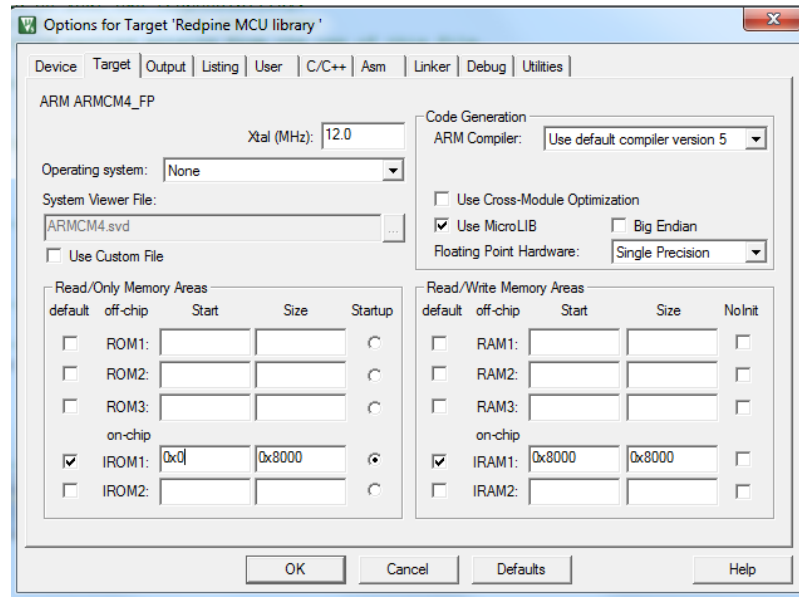 Options for Target 'Redpine MCU library '
Device Target Output Listing User C/C++ Asm Linker Debug Utilities
ARM ARMCM4_FP
Xtal (MHz): 12.0
Operating system: None
System Viewer File:
ARMCM4.svd ...
Use Custom File
Code Generation
ARM Compiler: Use default compiler version 5
Use Cross-Module Optimization
Use MicroLIB Big Endian
Floating Point Hardware: Single Precision
Read/Only Memory Areas
default off-chip Start Size Startup
ROM1:
ROM2:
ROM3:
on-chip
IROM1: 0x0 0x8000
IROM2:
Read/Write Memory Areas
default off-chip Start Size NoInit
RAM1:
RAM2:
RAM3:
on-chip
IRAM1: 0x8000 0x8000
IRAM2:
OK Cancel Defaults Help